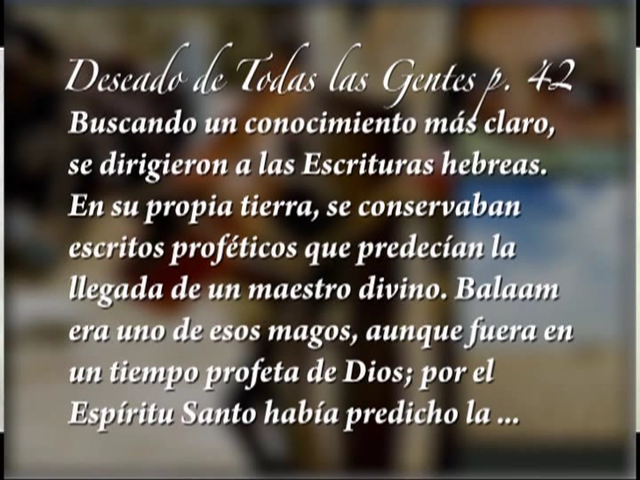 Deseado de Todas las Gentes p. 42
Buscando un conocimiento más claro,
se dirigieron a las Escrituras hebreas.
En su propia tierra, se conservaban
escritos proféticos que predecían la
llegada de un maestro divino. Balaam
era uno de esos magos, aunque fuera en
un tiempo profeta de Dios; por el
Espíritu Santo había predicho la ...